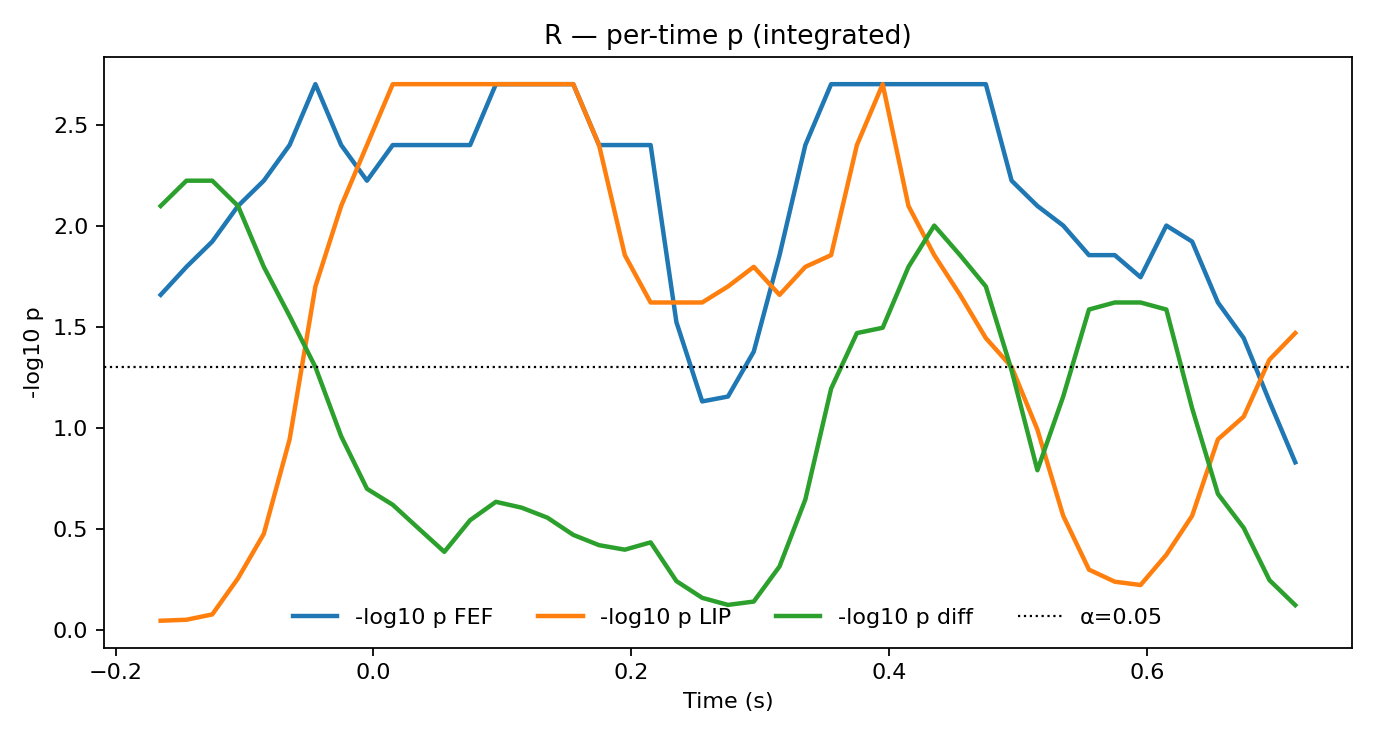 R — per-time p (integrated)
-log10 p
2.5
2.0
1.5
1.0
0.5
0.0
-log10 p FEF
-log10 p LIP
-log10 p diff
α=0.05
−0.2
0.0
0.2
0.4
0.6
Time (s)